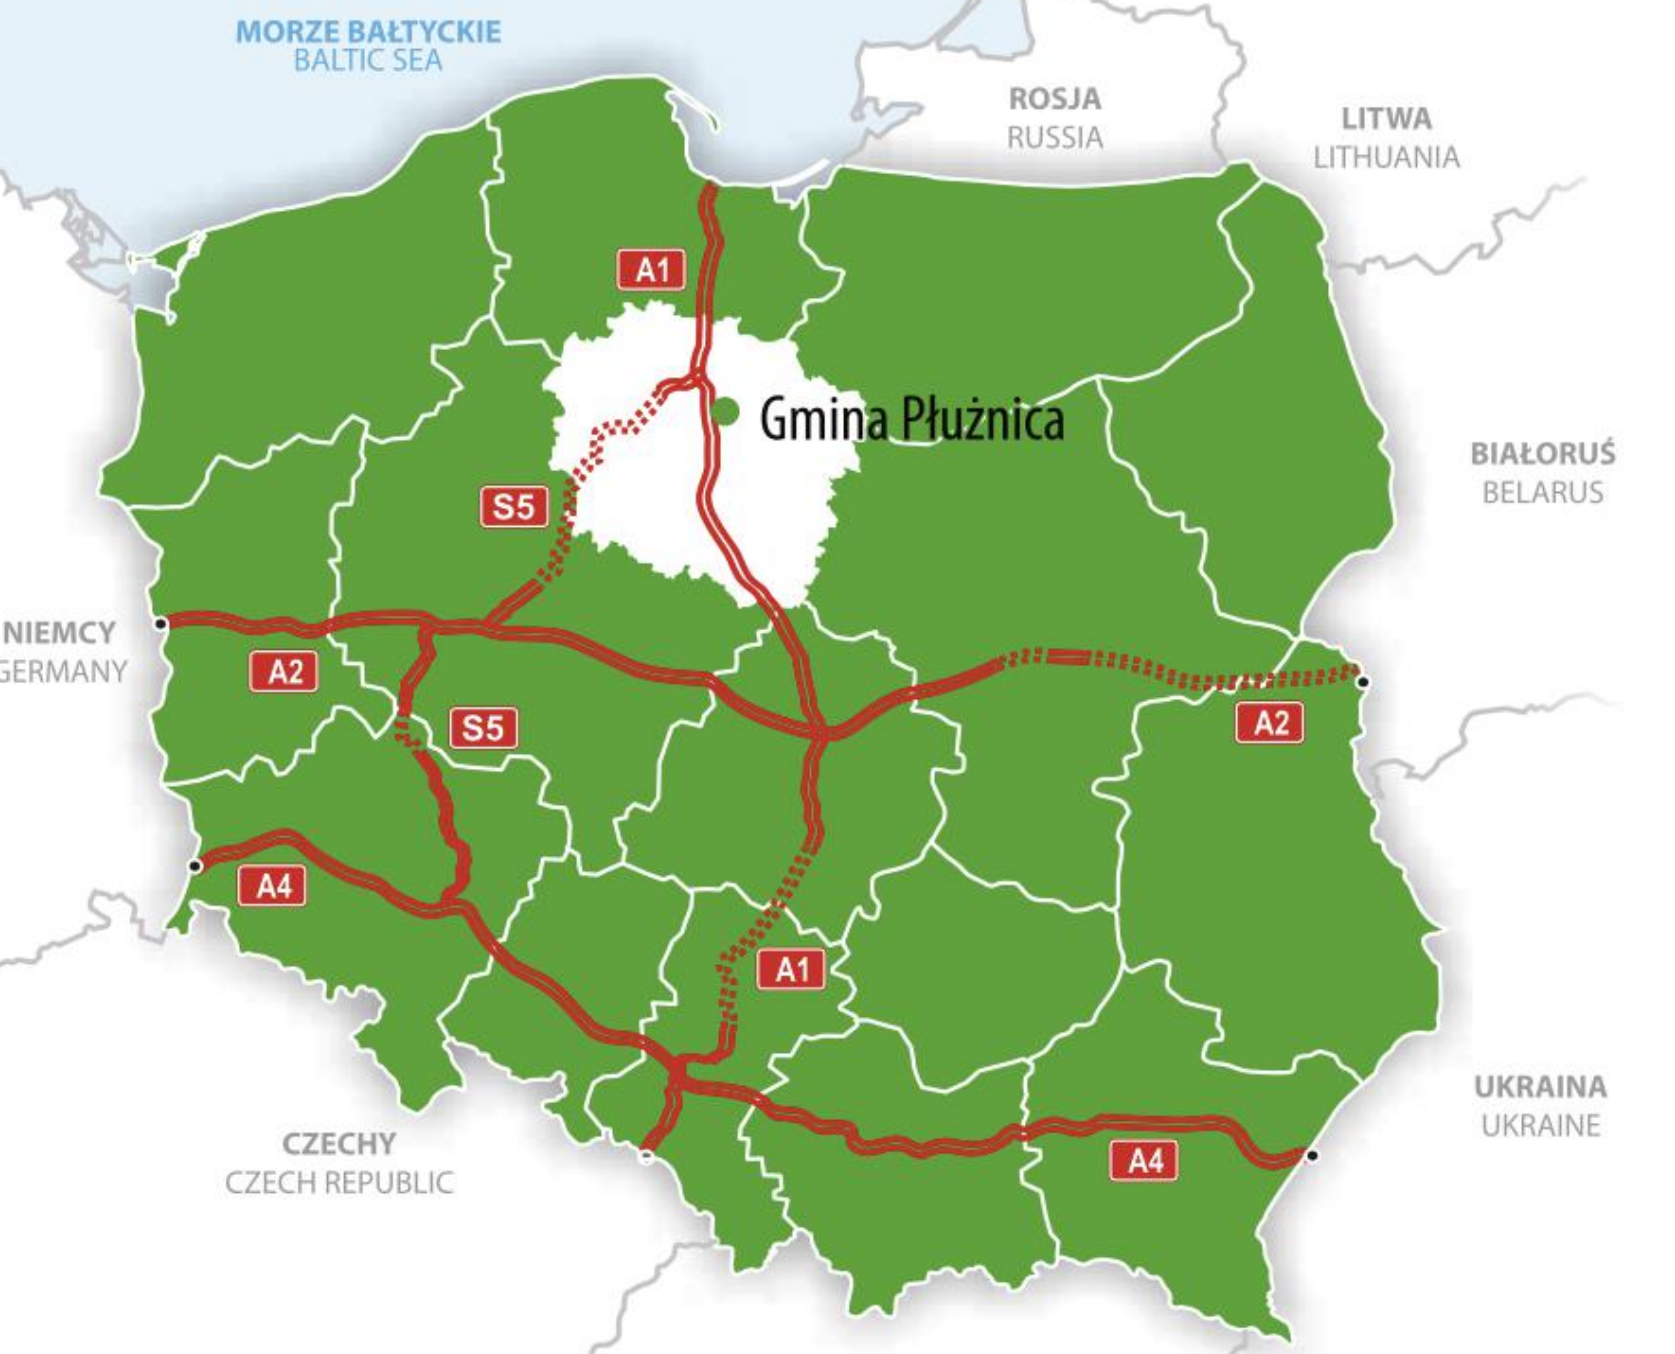 MORZE BAŁTYCKIE
BALTIC SEA
ROSJA
RUSSIA
LITWA
LITHUANIA
A1
Gmina Płużnica
BIAŁORUŚ
BELARUS
S5
NIEMCY
GERMANY
A2
S5
A2
A4
A1
UKRAINA
UKRAINE
CZECHY
CZECH REPUBLIC
A4